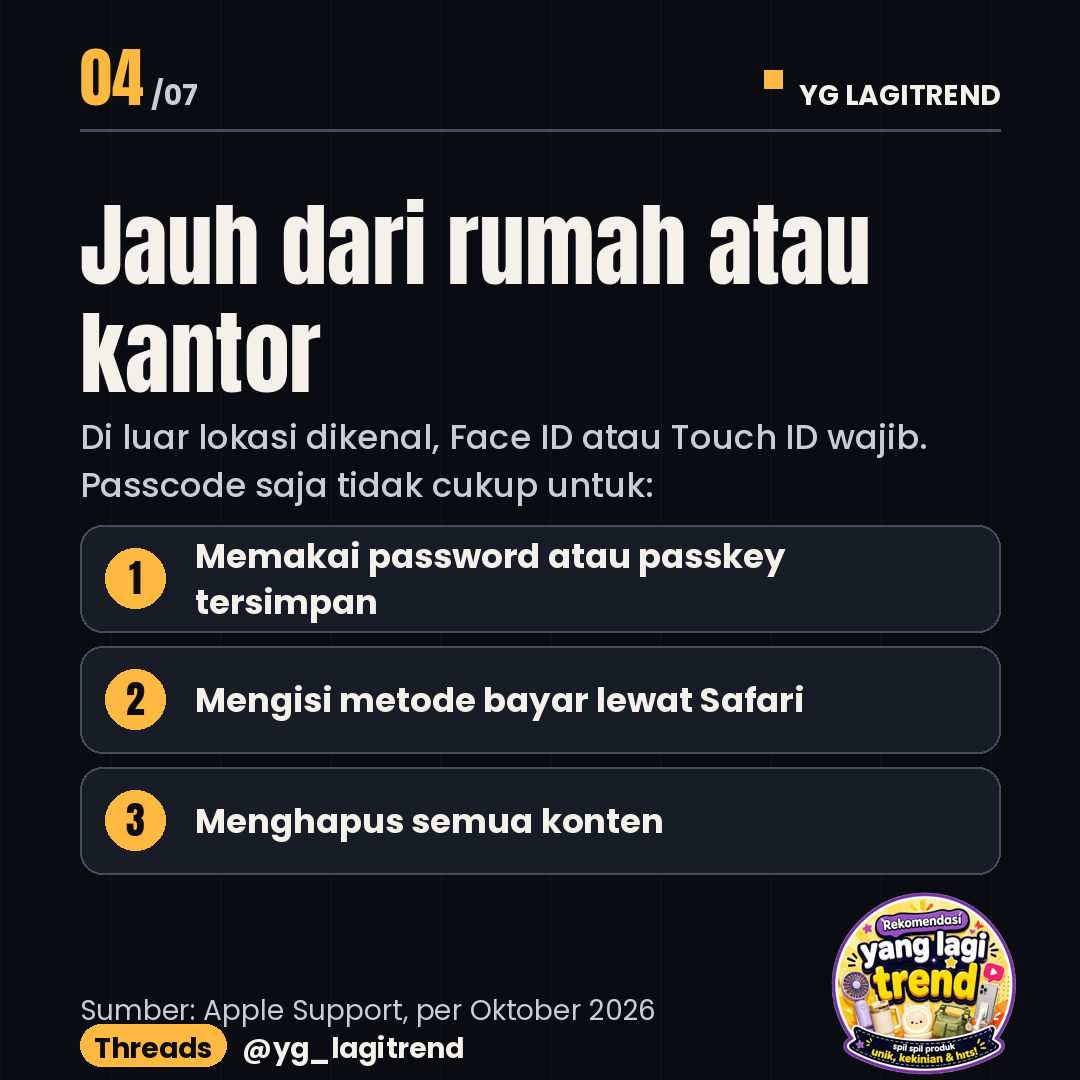 04 /07
YG LAGITREND
Jauh dari rumah atau
kantor
Di luar lokasi dikenal, Face ID atau Touch ID wajib.
Passcode saja tidak cukup untuk:
1 Memakai password atau passkey
tersimpan
2 Mengisi metode bayar lewat Safari
3 Menghapus semua konten
Rekomendasi
yang lagi
trend
spil spil produk
unik, kekinian & hits!
Sumber: Apple Support, per Oktober 2026
Threads @yg_lagitrend